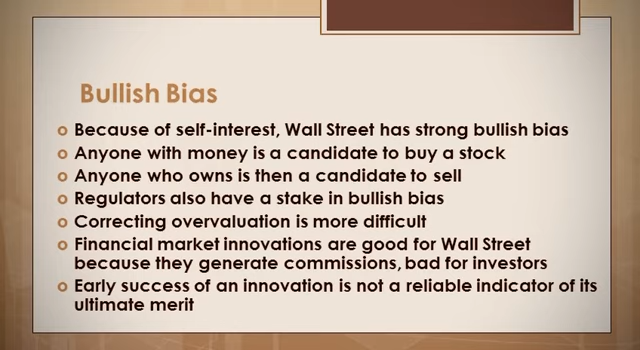 Bullish Bias
Because of self-interest, Wall Street has strong bullish bias
Anyone with money is a candidate to buy a stock
Anyone who owns is then a candidate to sell
Regulators also have a stake in bullish bias
Correcting overvaluation is more difficult
Financial market innovations are good for Wall Street
because they generate commissions, bad for investors
Early success of an innovation is not a reliable indicator of its
ultimate merit